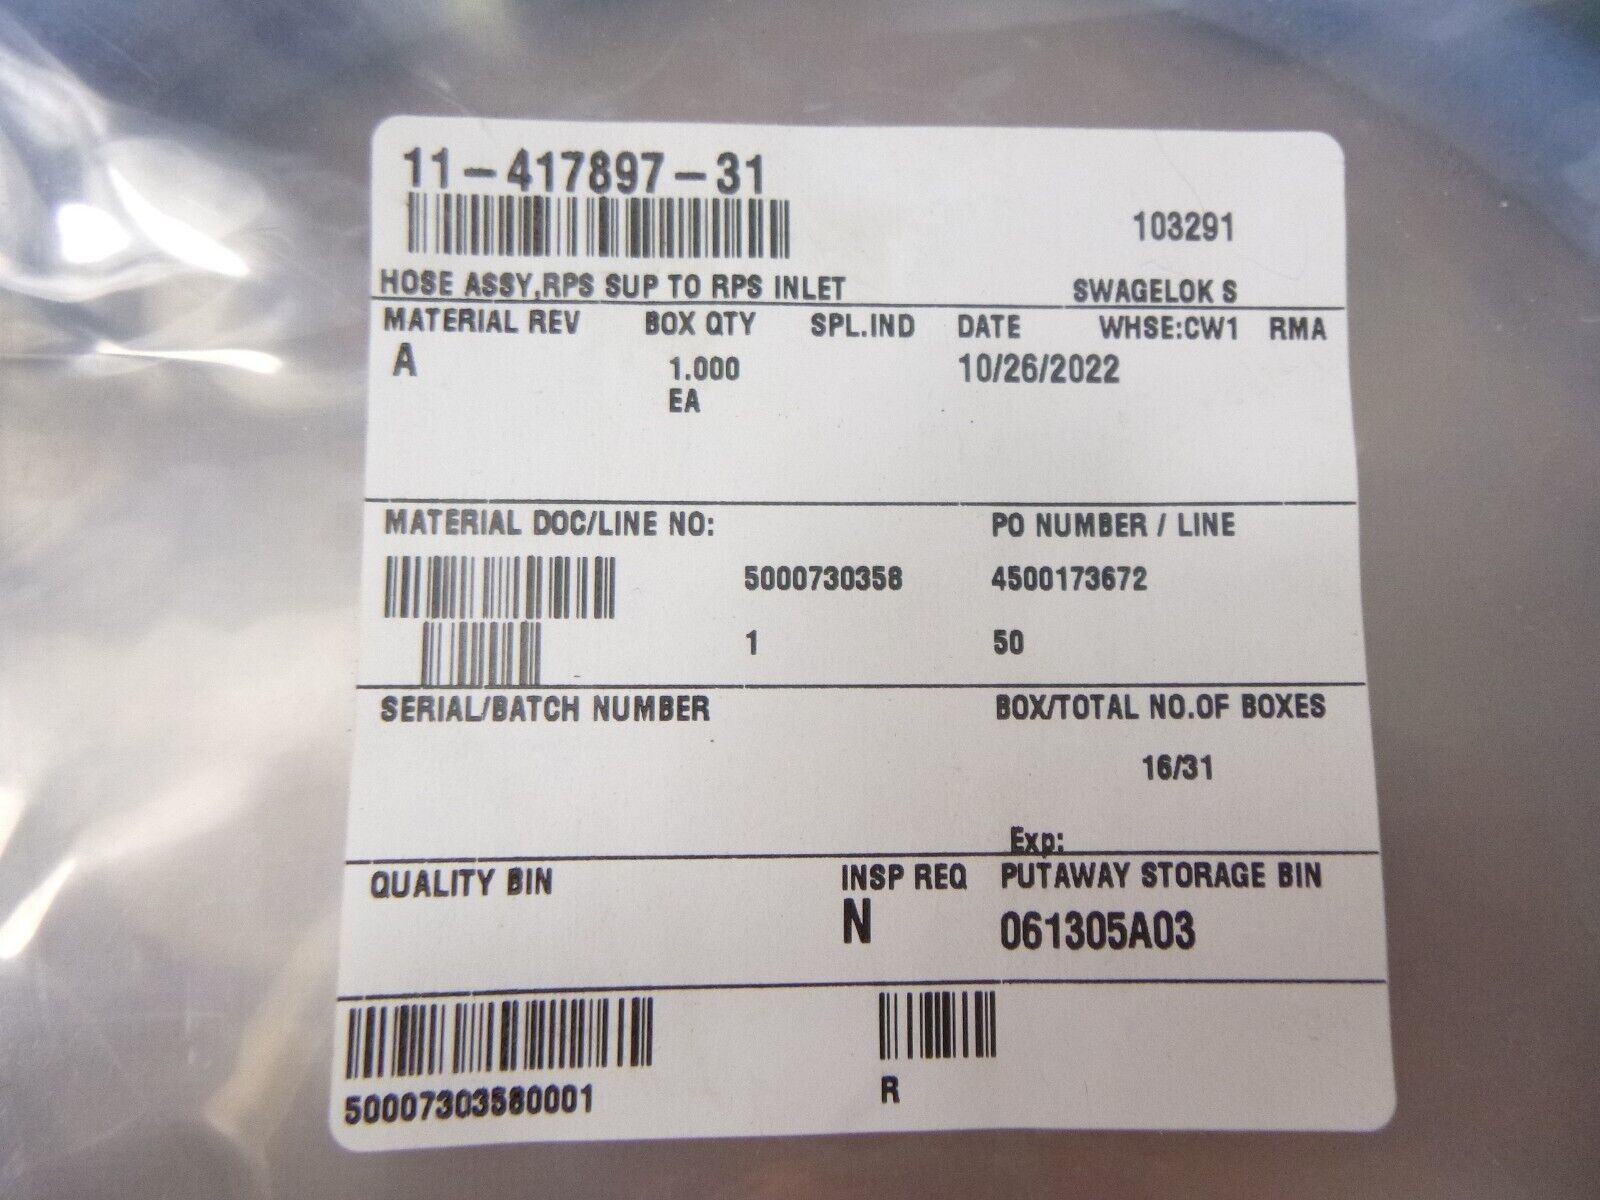 11-417897-31
103291
HOSE ASSY,RPS SUP TO RPS INLET SWAGELOK S
MATERIAL REV BOX QTY SPL.IND DATE WHSE:CW1 RMA
A 1.000 10/26/2022
EA
MATERIAL DOC/LINE NO: PO NUMBER / LINE
5000730358 4500173672
1 50
SERIAL/BATCH NUMBER BOX/TOTAL NO.OF BOXES
16/31
Exp:
QUALITY BIN INSP REQ PUTAWAY STORAGE BIN
N 061305A03
50007303580001 R